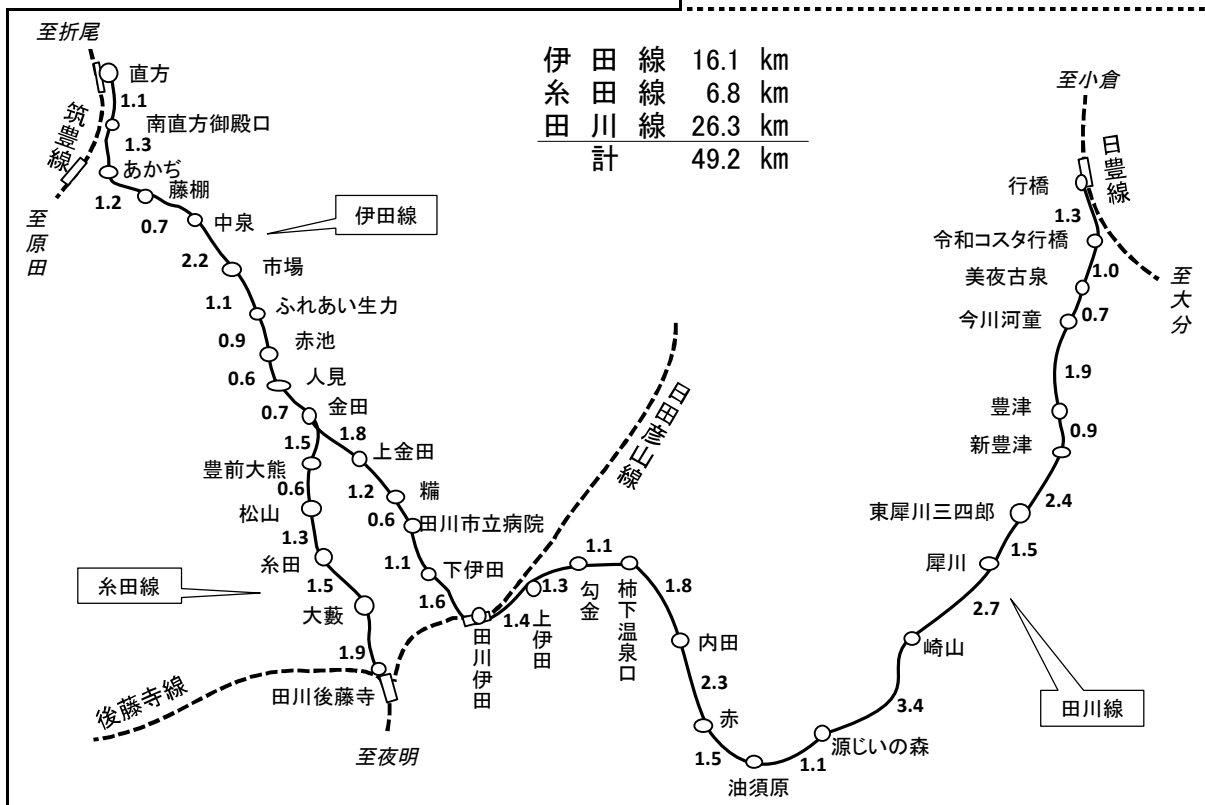 至折尾
直方
1.1
南直方御殿口
筑豊線
1.3
あかぢ
1.2
藤棚
0.7
中泉
至原田
伊田線
2.2
市場
1.1
ふれあい生力
0.9
赤池
0.6
人見
0.7
金田
1.5
1.8
豊前大熊
上金田
0.6
1.2
糒
松山
0.6
田川市立病院
1.3
糸田
1.1
下伊田
糸田線
1.5
大藪
1.6
1.9
田川後藤寺
後藤寺線
至夜明
伊田線 16.1 km
糸田線 6.8 km
田川線 26.3 km
計 49.2 km
日田彦山線
田川伊田
1.4
上伊田
1.3
勾金
1.1
柿下温泉口
1.8
内田
2.3
赤
1.5
油須原
1.1
源じいの森
3.4
崎山
2.7
田川線
犀川
1.5
東犀川三四郎
2.4
新豊津
0.9
豊津
1.9
今川河童
0.7
美夜古泉
1.0
令和コスタ行橋
1.3
行橋
至小倉
日豊線
至大分